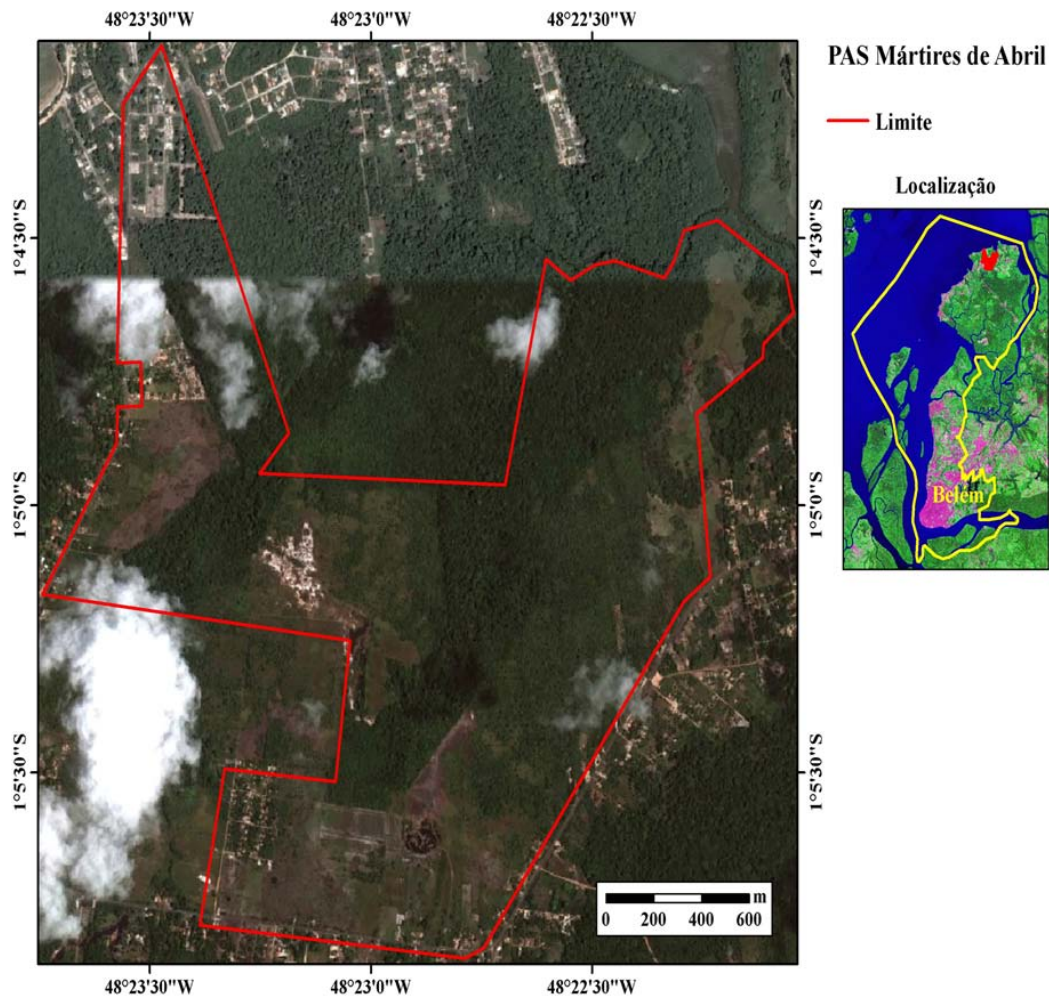 48°23'30"W
48°23'0"W
48°22'30"W
PAS Mártires de Abril
Limite
Localização
Belém
1°4'30"S
1°4'30"S
1°5'0"S
1°5'0"S
1°5'30"S
1°5'30"S
m
0 200 400 600
48°23'30"W
48°23'0"W
48°22'30"W